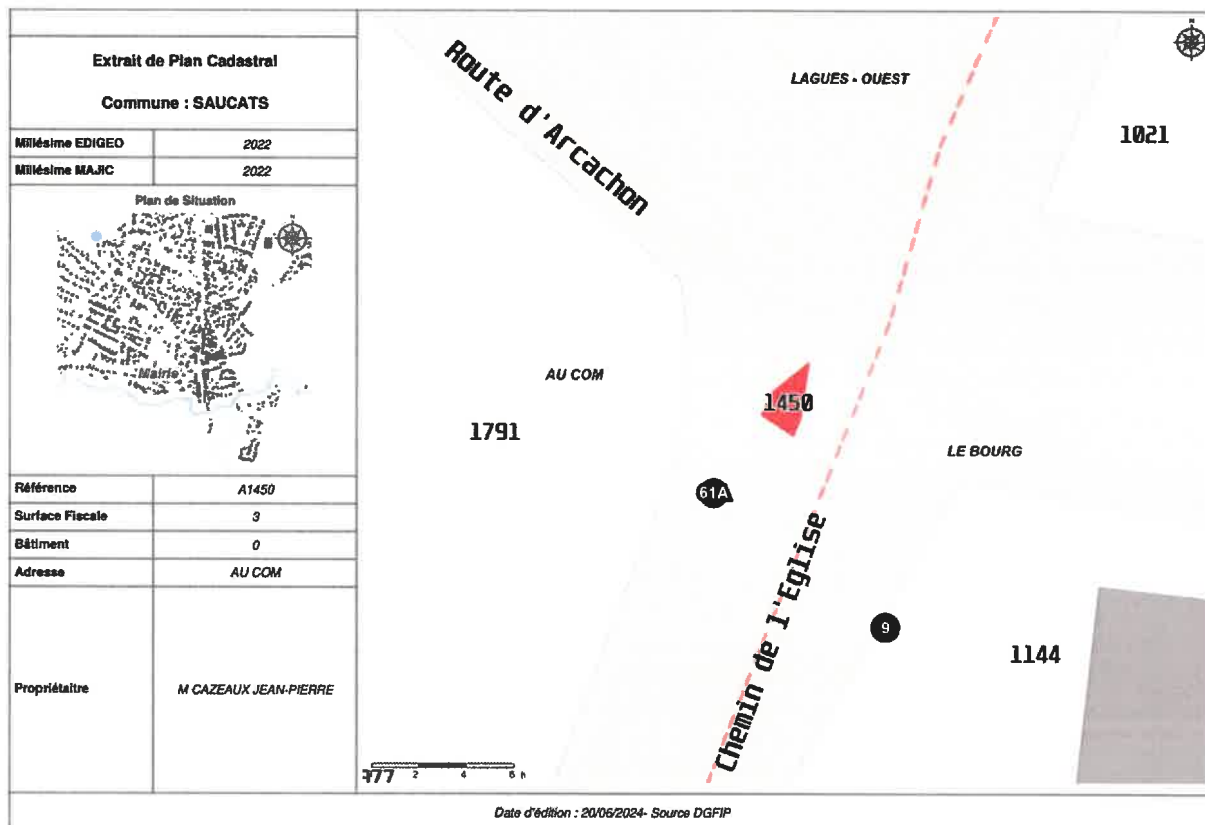 Extrait de Plan Cadastral
Commune : SAUCATS
Millésime EDIGEO 2022
Millésime MAJIC 2022
Plan de Situation
N
Mairie
Référence A1450
Surface Fiscale 3
Bâtiment 0
Adresse AU COM
Propriétaitre M CAZEAUX JEAN-PIERRE
Route d'Arcachon
LAGUES - OUEST
N
1021
AU COM
1450
1791
LE BOURG
61A
Chemin de l'Eglise
9
1144
2 4 6
Date d'édition : 20/06/2024- Source DGFIP